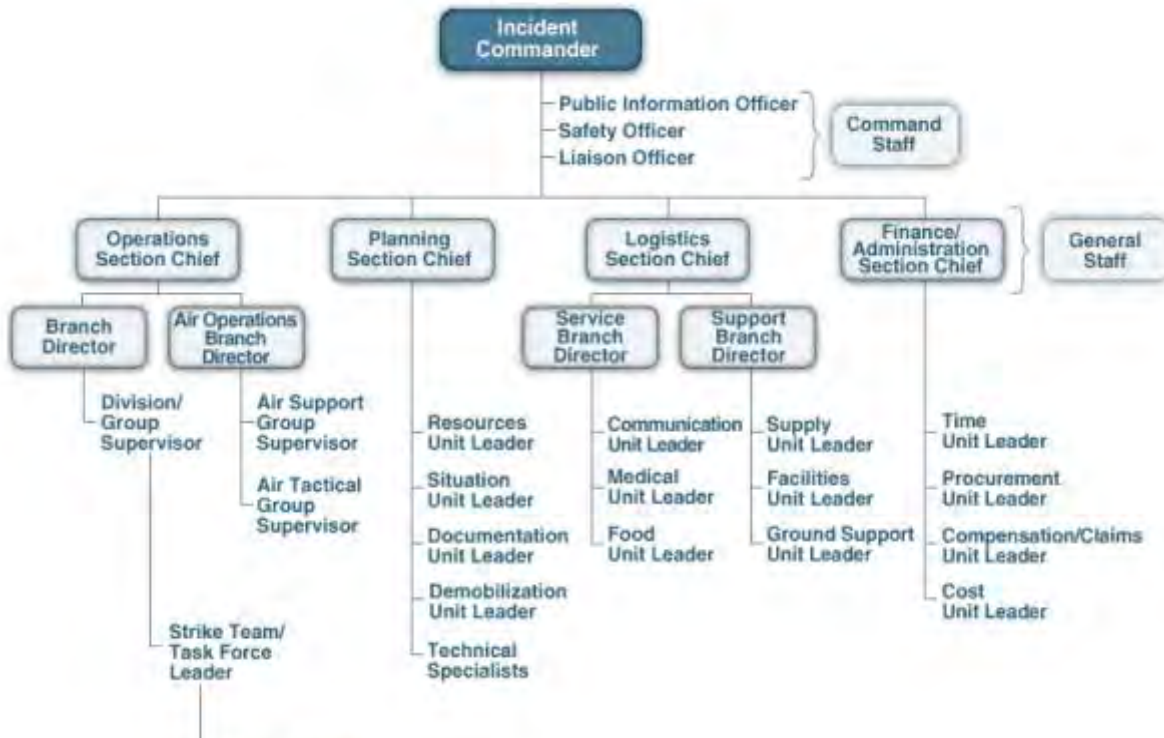 Incident
Commander
Public Information Officer
Safety Officer
Liaison Officer
Command
Staff
Operations
Section Chief
Planning
Section Chief
Logistics
Section Chief
Finance/
Administration
Section Chief
General
Staff
Branch
Director
Air Operations
Branch
Director
Service
Branch
Director
Support
Branch
Director
Division/
Group
Supervisor
Air Support
Group
Supervisor
Air Tactical
Group
Supervisor
Strike Team/
Task Force
Leader
Resources
Unit Leader
Situation
Unit Leader
Documentation
Unit Leader
Demobilization
Unit Leader
Technical
Specialists
Communication
Unit Leader
Medical
Unit Leader
Food
Unit Leader
Supply
Unit Leader
Facilities
Unit Leader
Ground Support
Unit Leader
Time
Unit Leader
Procurement
Unit Leader
Compensation/Claims
Unit Leader
Cost
Unit Leader